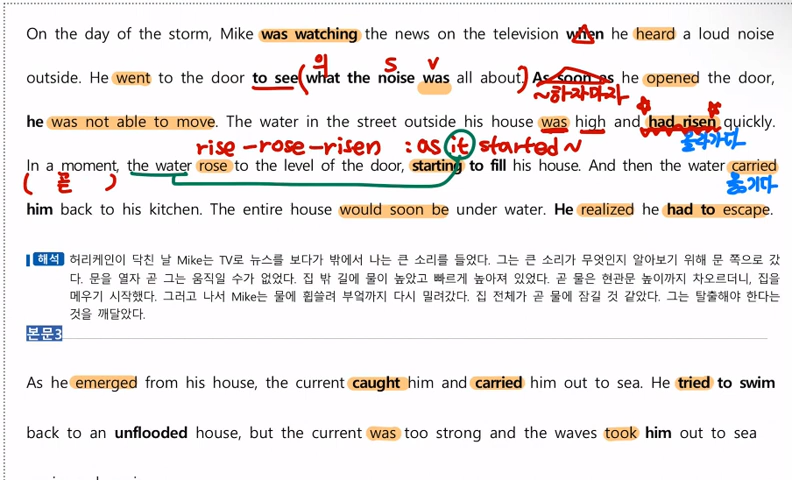 On the day of the storm, Mike was watching the news on the television when he heard a loud noise
의 S V
outside. He went to the door to see (what the noise was all about.) As soon as he opened the door,
~하자마자
he was not able to move. The water in the street outside his house was high and had risen quickly.
rise - rose - risen : as it started ~ 올라가다
In a moment, the water rose to the level of the door, starting to fill his house. And then the water carried
( 곧 ) 옮기다
him back to his kitchen. The entire house would soon be under water. He realized he had to escape.
해석 허리케인이 닥친 날 Mike는 TV로 뉴스를 보다가 밖에서 나는 큰 소리를 들었다. 그는 큰 소리가 무엇인지 알아보기 위해 문 쪽으로 갔
다. 문을 열자 곧 그는 움직일 수가 없었다. 집 밖 길에 물이 높았고 빠르게 높아져 있었다. 곧 물은 현관문 높이까지 차오르더니, 집을
메우기 시작했다. 그러고 나서 Mike는 물에 휩쓸려 부엌까지 다시 밀려갔다. 집 전체가 곧 물에 잠길 것 같았다. 그는 탈출해야 한다는
것을 깨달았다.
본문3
As he emerged from his house, the current caught him and carried him out to sea. He tried to swim
back to an unflooded house, but the current was too strong and the waves took him out to sea